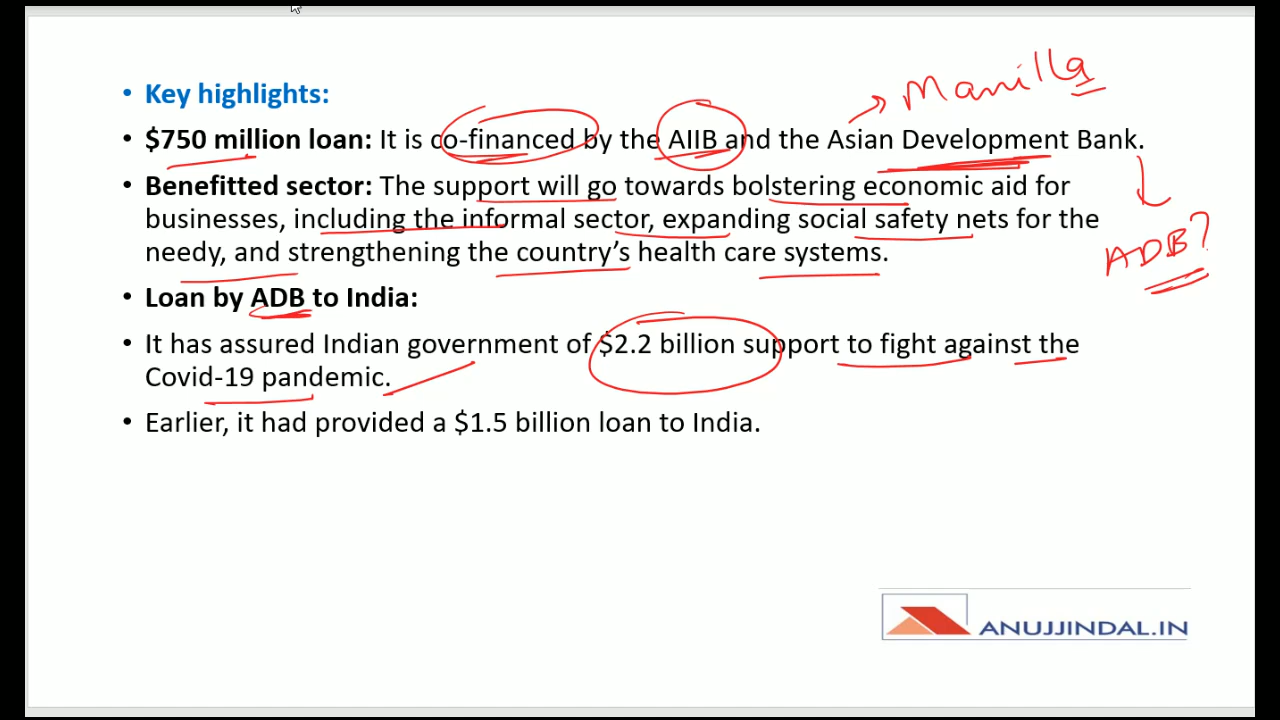 Manilla
• Key highlights:
• $750 million loan: It is co-financed by the AIIB and the Asian Development Bank.
• Benefitted sector: The support will go towards bolstering economic aid for
businesses, including the informal sector, expanding social safety nets for the
needy, and strengthening the country's health care systems.
ADB?
• Loan by ADB to India:
• It has assured Indian government of $2.2 billion support to fight against the
Covid-19 pandemic.
• Earlier, it had provided a $1.5 billion loan to India.
ANUJJINDAL.IN